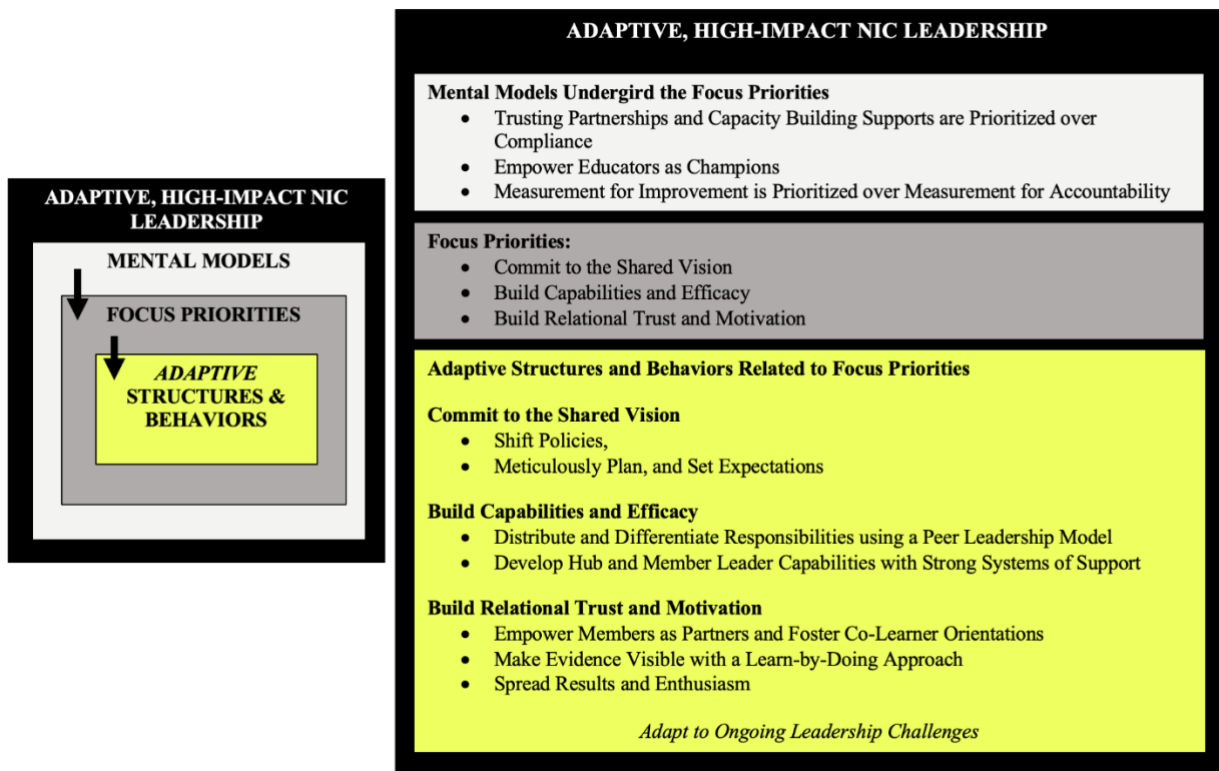 ADAPTIVE, HIGH-IMPACT NIC
LEADERSHIP
MENTAL MODELS
FOCUS PRIORITIES
ADAPTIVE
STRUCTURES &
BEHAVIORS
ADAPTIVE, HIGH-IMPACT NIC LEADERSHIP
Mental Models Undergird the Focus Priorities
• Trusting Partnerships and Capacity Building Supports are Prioritized over
Compliance
• Empower Educators as Champions
• Measurement for Improvement is Prioritized over Measurement for Accountability
Focus Priorities:
• Commit to the Shared Vision
• Build Capabilities and Efficacy
• Build Relational Trust and Motivation
Adaptive Structures and Behaviors Related to Focus Priorities
Commit to the Shared Vision
• Shift Policies,
• Meticulously Plan, and Set Expectations
Build Capabilities and Efficacy
• Distribute and Differentiate Responsibilities using a Peer Leadership Model
• Develop Hub and Member Leader Capabilities with Strong Systems of Support
Build Relational Trust and Motivation
• Empower Members as Partners and Foster Co-Learner Orientations
• Make Evidence Visible with a Learn-by-Doing Approach
• Spread Results and Enthusiasm
Adapt to Ongoing Leadership Challenges